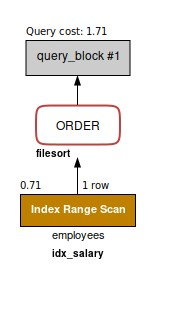 Query cost: 1.71
query_block #1
ORDER
filesort
0.71 1 row
Index Range Scan
employees
idx_salary